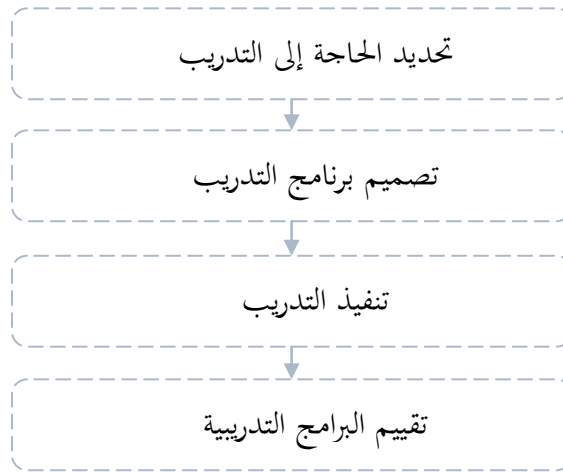 تحديد الحاجة إلى التدريب
تصميم برنامج التدريب
تنفيذ التدريب
تقييم البرامج التدريبية